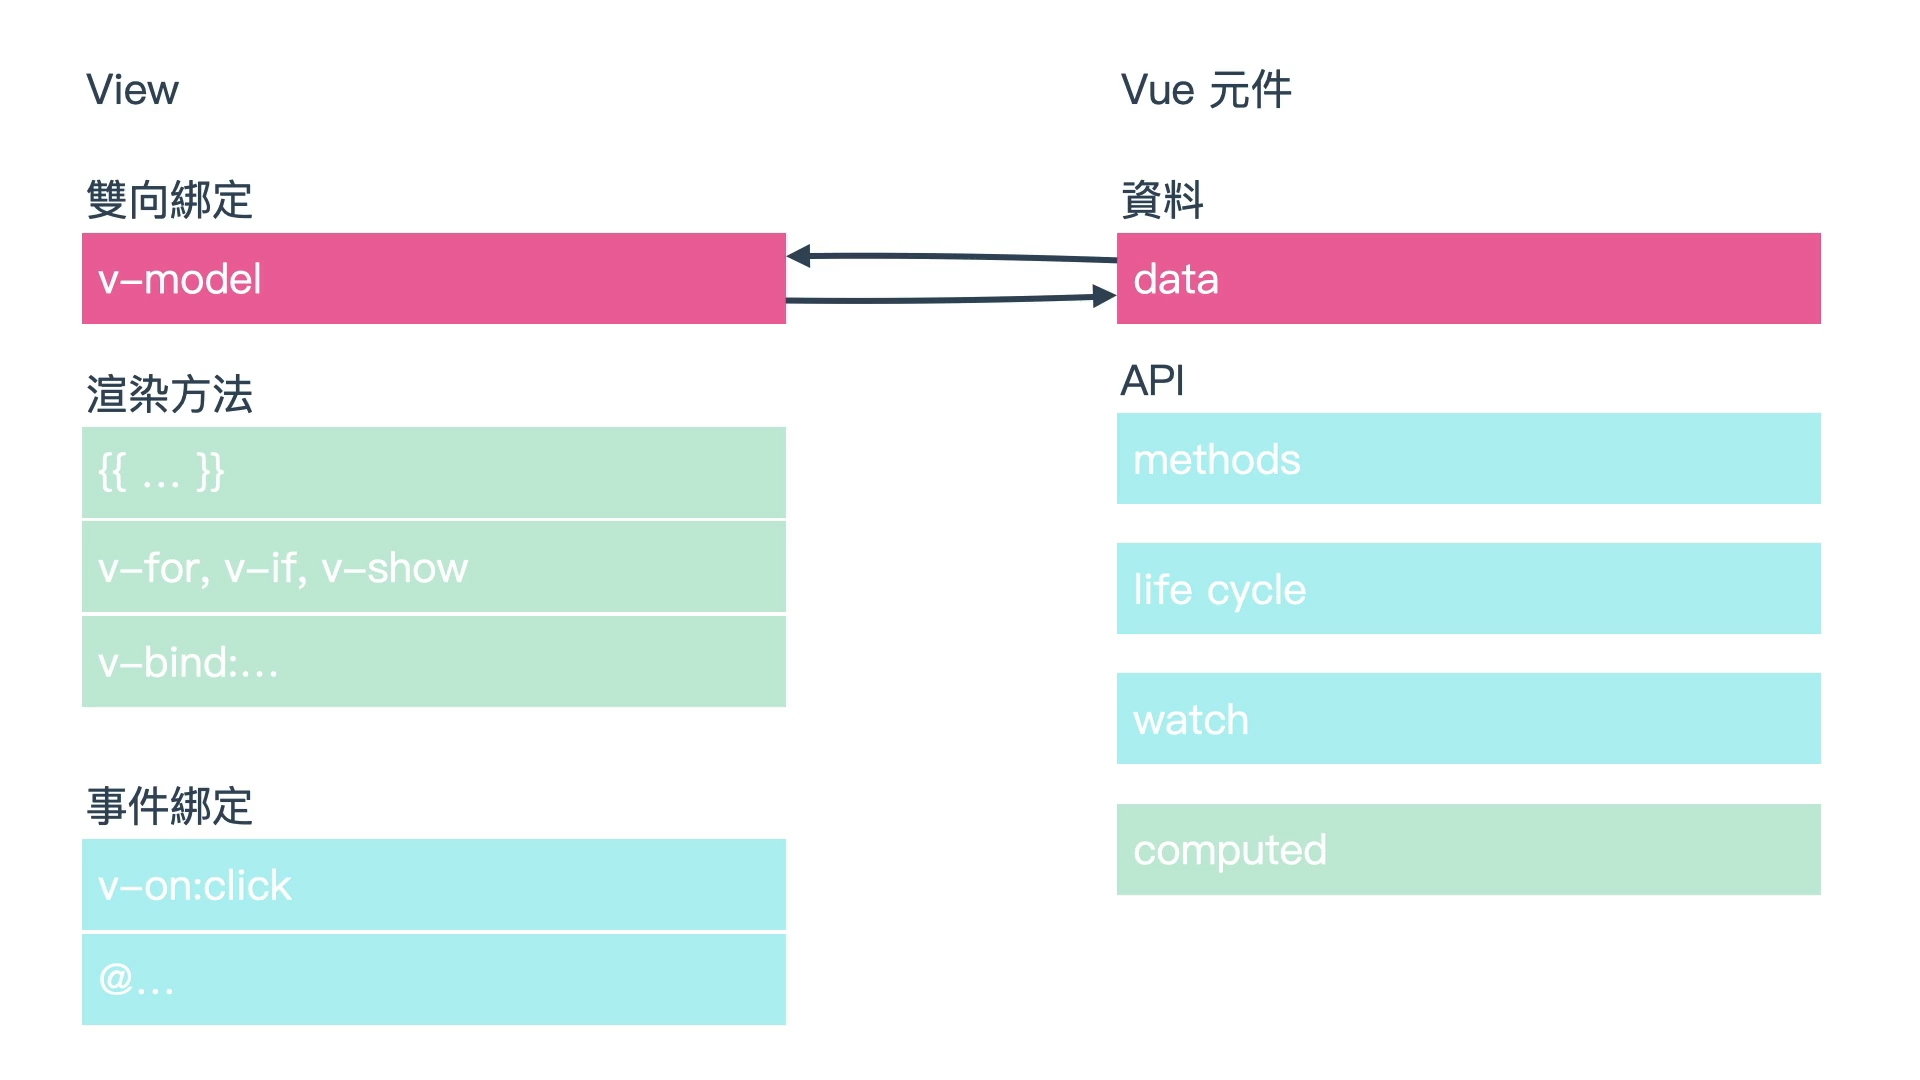 View
雙向綁定
v-model
渲染方法
{{ ... }}
v-for, v-if, v-show
v-bind:...
事件綁定
v-on:click
@...
Vue 元件
資料
data
API
methods
life cycle
watch
computed